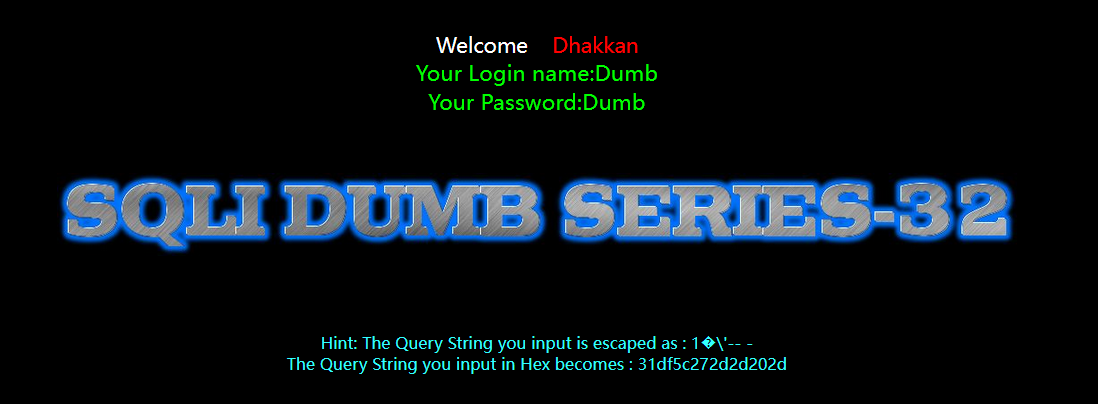 Welcome Dhakkan
Your Login name:Dumb
Your Password:Dumb
SQLI DUMB SERIES-32
Hint: The Query String you input is escaped as : 1�\'-- -
The Query String you input in Hex becomes : 31df5c272d2d202d